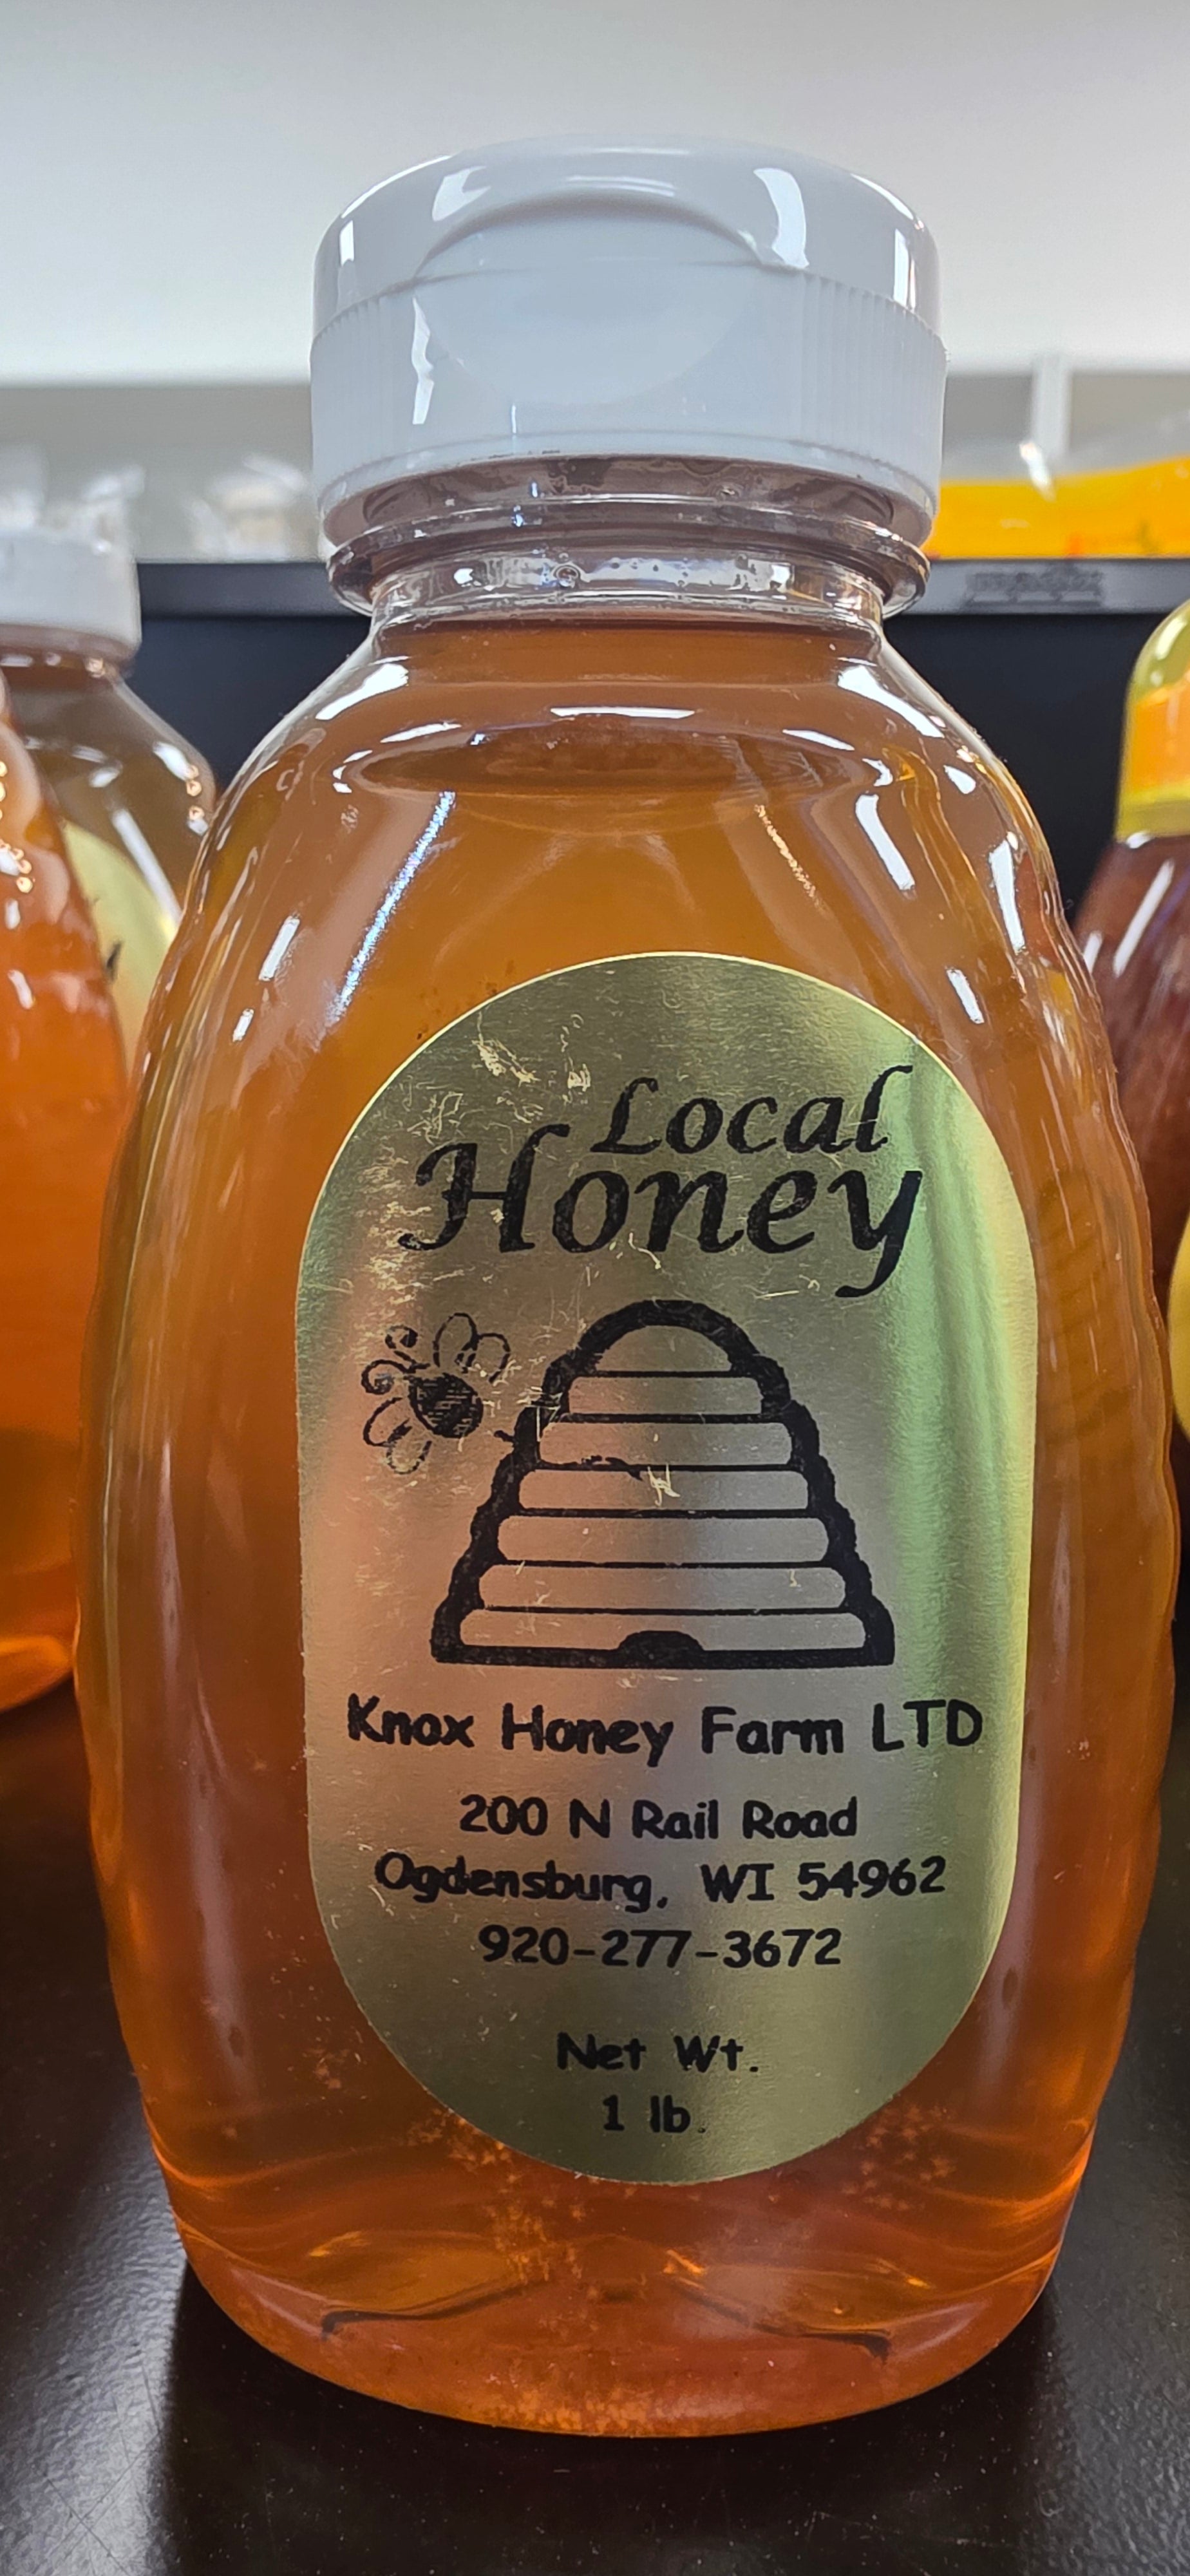 Local
Honey
Knox Honey Farm LTD
200 N Rail Road
Ogdensburg, WI 54962
920-277-3672
Net Wt.
1 lb.